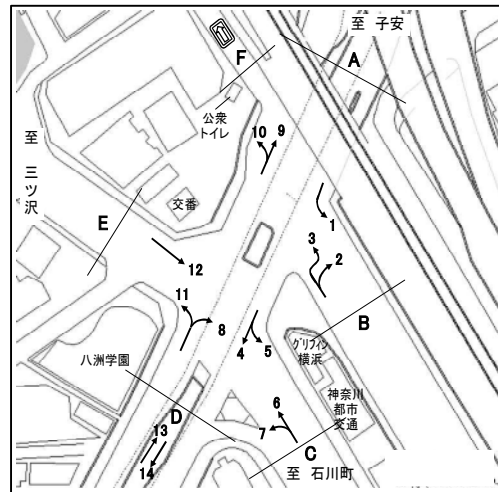 至 子安
A
F
公衆
トイレ
10
9
至 三ツ沢
交番
1
E
3
2
12
11
8
B
4
5
グリフィン
横浜
八洲学園
神奈川
都市
交通
D
13
14
6
7
C
至 石川町